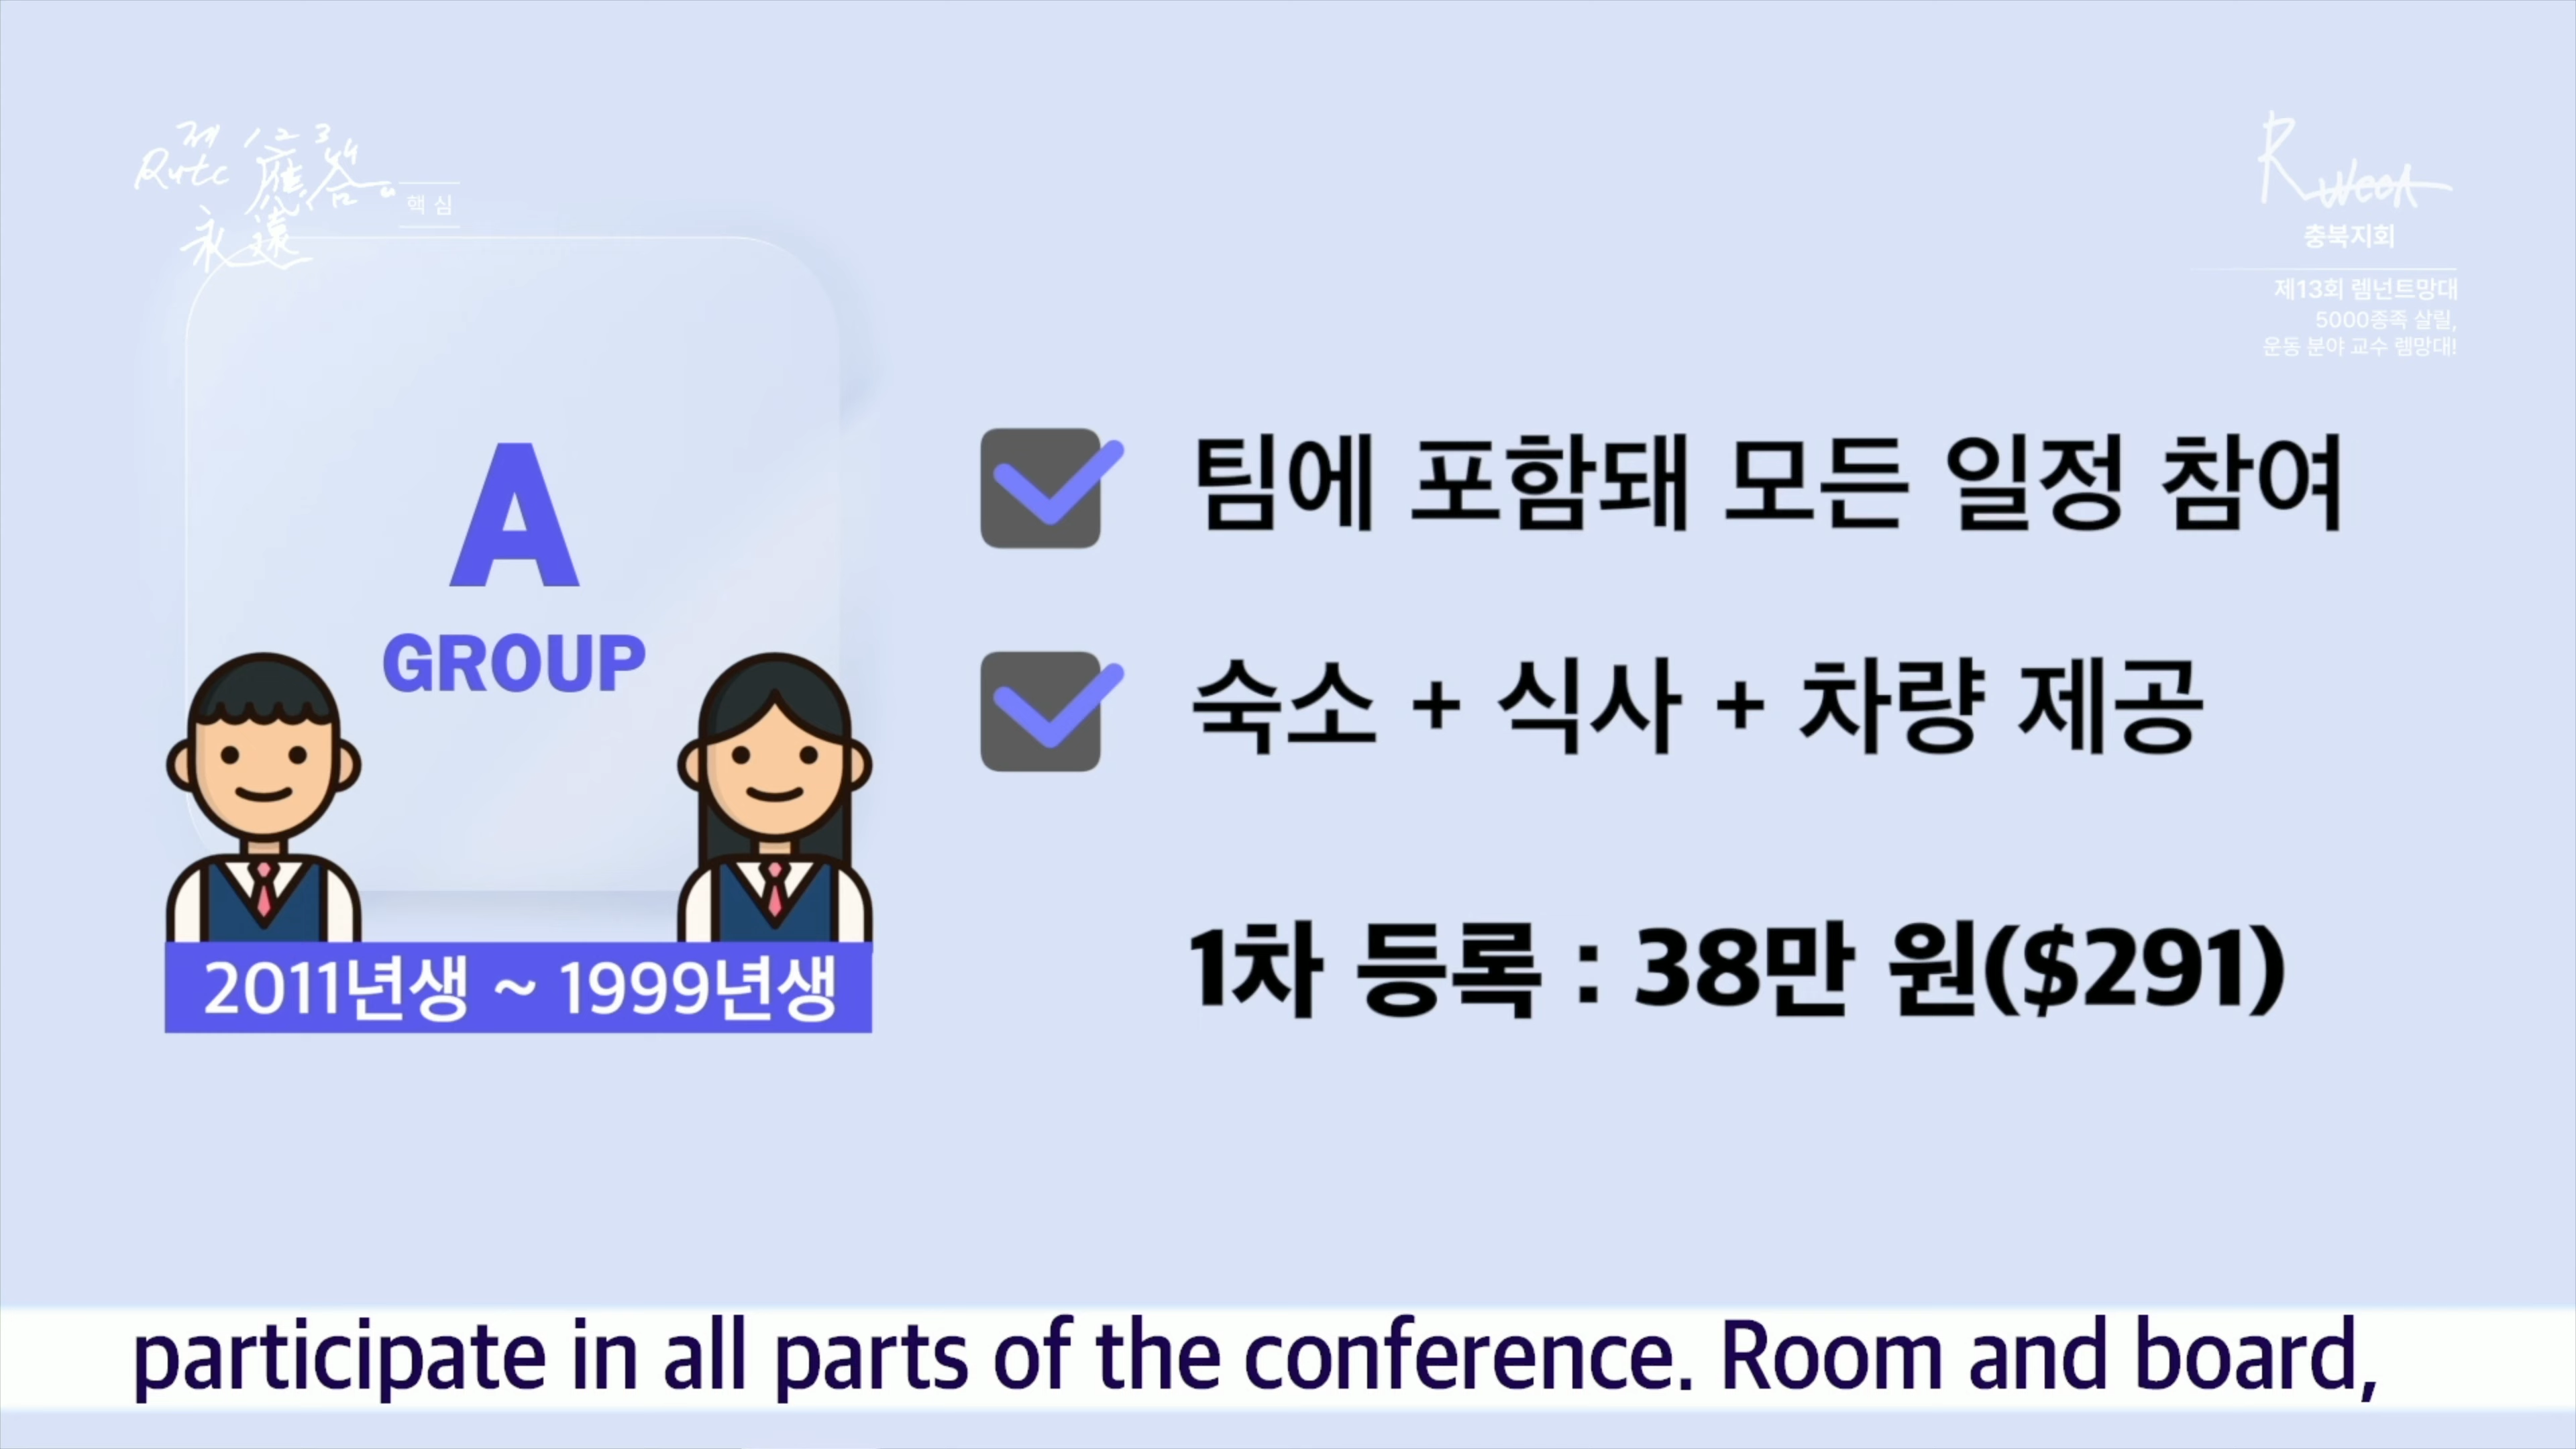 핵심
R Week
충북지회
제13회 렘넌트망대
5000종족 살릴,
운동 분야 교수 렘망대!
A
GROUP
2011년생 ~ 1999년생
팀에 포함돼 모든 일정 참여
숙소 + 식사 + 차량 제공
1차 등록 : 38만 원($291)
participate in all parts of the conference. Room and board,